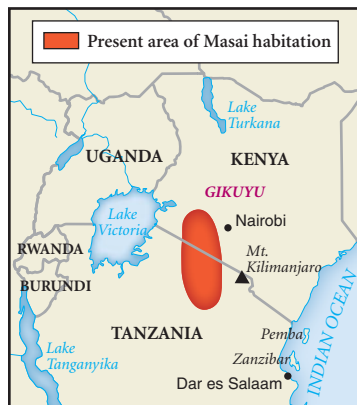 Present area of Masai habitation
Lake
Turkana
UGANDA
KENYA
GIKUYU
Lake
Victoria
Nairobi
RWANDA
Mt.
Kilimanjaro
BURUNDI
TANZANIA
Pemba
Lake
Tanganyika
Zanzibar
Dar es Salaam
INDIAN OCEAN